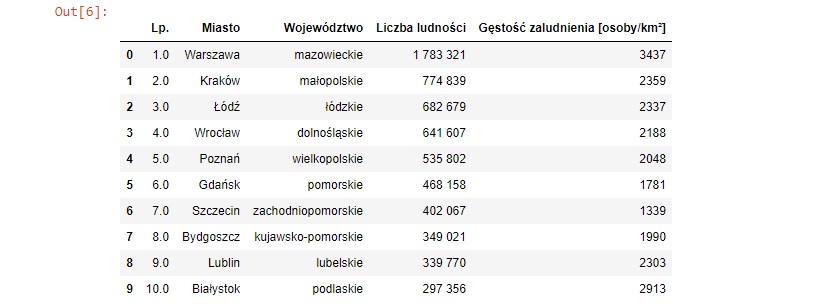 Out[6]:
Lp. Miasto Województwo Liczba ludności Gęstość zaludnienia [osoby/km²]
0 1.0 Warszawa mazowieckie 1 783 321 3437
1 2.0 Kraków małopolskie 774 839 2359
2 3.0 Łódź łódzkie 682 679 2337
3 4.0 Wrocław dolnośląskie 641 607 2188
4 5.0 Poznań wielkopolskie 535 802 2048
5 6.0 Gdańsk pomorskie 468 158 1781
6 7.0 Szczecin zachodniopomorskie 402 067 1339
7 8.0 Bydgoszcz kujawsko-pomorskie 349 021 1990
8 9.0 Lublin lubelskie 339 770 2303
9 10.0 Białystok podlaskie 297 356 2913